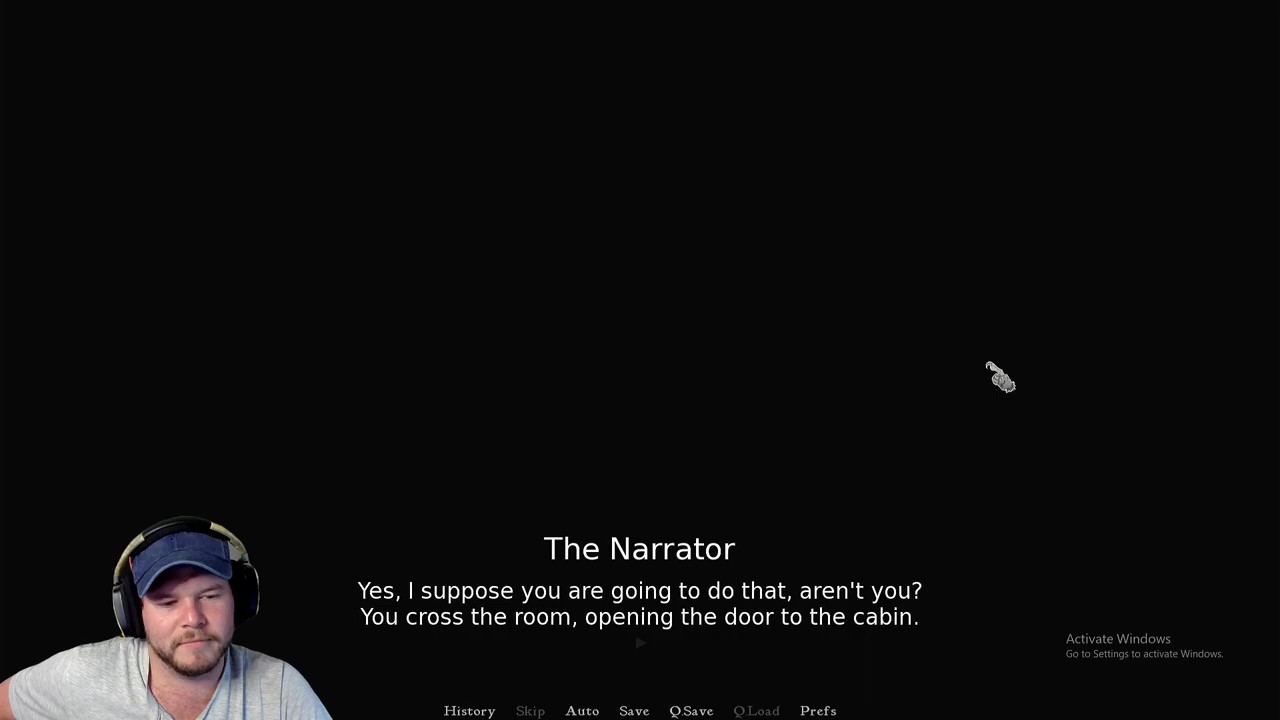 The Narrator
Yes, I suppose you are going to do that, aren't you?
You cross the room, opening the door to the cabin.
Activate Windows
Go to Settings to activate Windows.
History Skip Auto Save Q.Save Q.Load Prefs